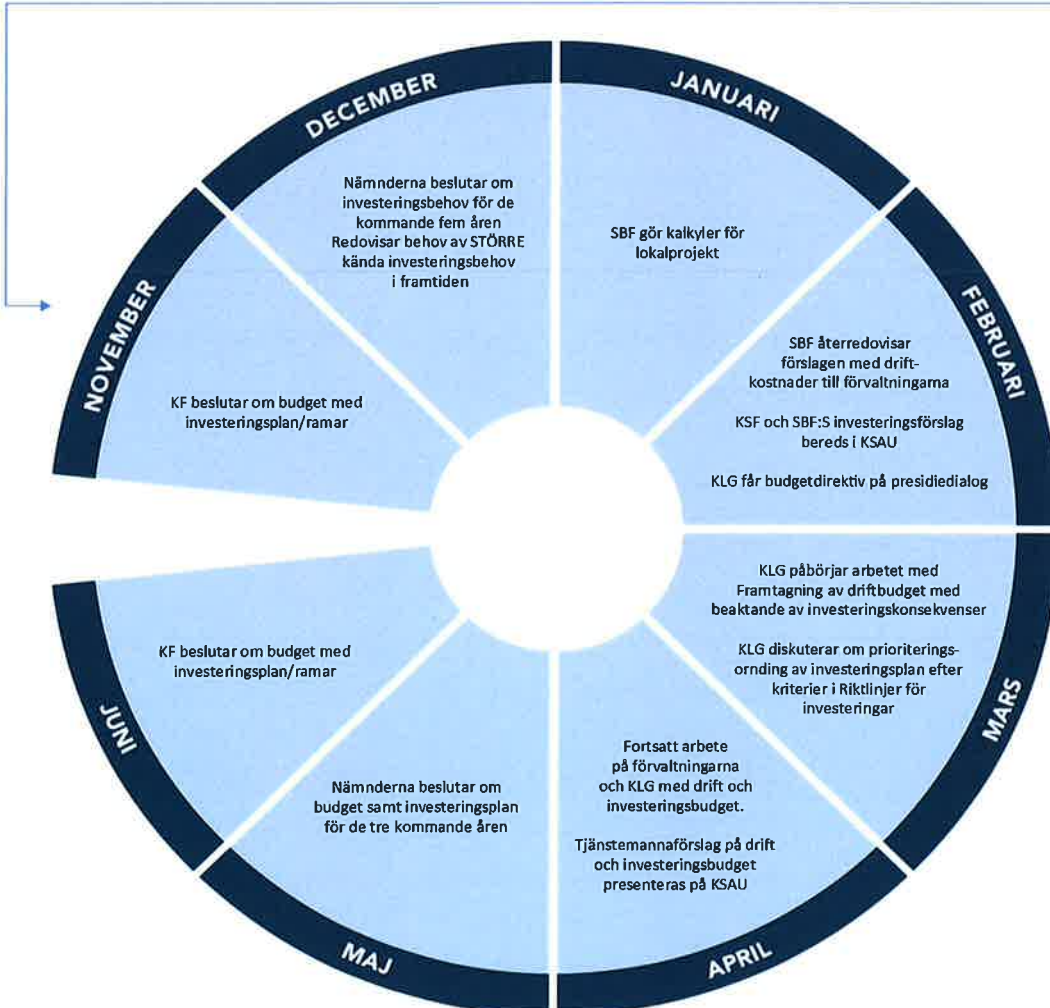 DECEMBER
Nämnderna beslutar om
investeringsbehov för de
kommande fem åren
Redovisar behov av STÖRRE
kända investeringsbehov
i framtiden
JANUARI
SBF gör kalkyler för
lokalprojekt
FEBRUARI
SBF återredovisar
förslagen med drift-
kostnader till förvaltningarna
KSF och SBF:S investeringsförslag
bereds i KSAU
KLG får budgetdirektiv på presidiedialog
MARS
KLG påbörjar arbetet med
Framtagning av driftbudget med
beaktande av investeringskonsekvenser
KLG diskuterar om prioriterings-
ornding av investeringsplan efter
kriterier i Riktlinjer för
investeringar
APRIL
Fortsatt arbete
på förvaltningarna
och KLG med drift och
investeringsbudget.
Tjänstemannaförslag på drift
och investeringsbudget
presenteras på KSAU
MAJ
Nämnderna beslutar om
budget samt investeringsplan
för de tre kommande åren
JUNI
KF beslutar om budget med
investeringsplan/ramar
NOVEMBER
KF beslutar om budget med
investeringsplan/ramar